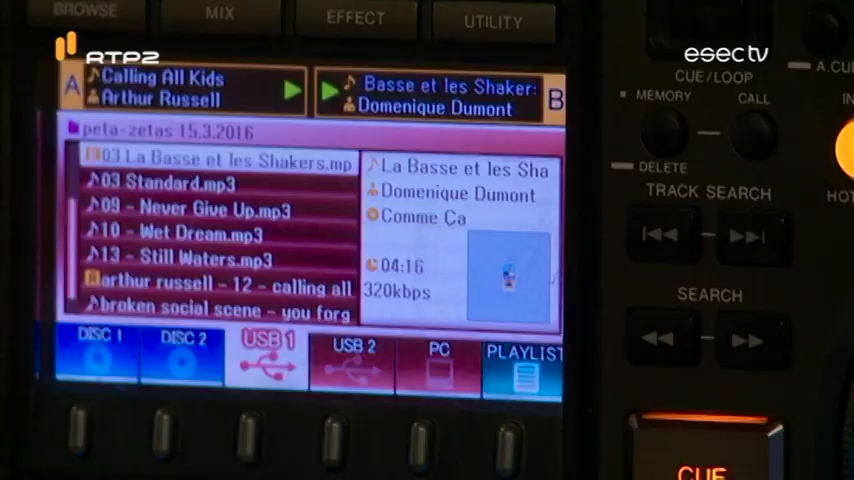 BROWSE MIX EFFECT UTILITY
RTP2
esectv
A Calling All Kids
Arthur Russell
Basse et les Shaker: B
Domenique Dumont
peta-zetas 15.3.2016
03 La Basse et les Shakers.mp
03 Standard.mp3
09 - Never Give Up.mp3
10 - Wet Dream.mp3
13 - Still Waters.mp3
arthur russell - 12 - calling all
broken social scene - you forg
La Basse et les Sha
Domenique Dumont
Comme Ça
04:16
320kbps
DISC 1 DISC 2 USB 1 USB 2 PC PLAYLIST
CUE/LOOP
MEMORY CALL
DELETE
TRACK SEARCH
SEARCH
CUE
A.CU
IN
HOT